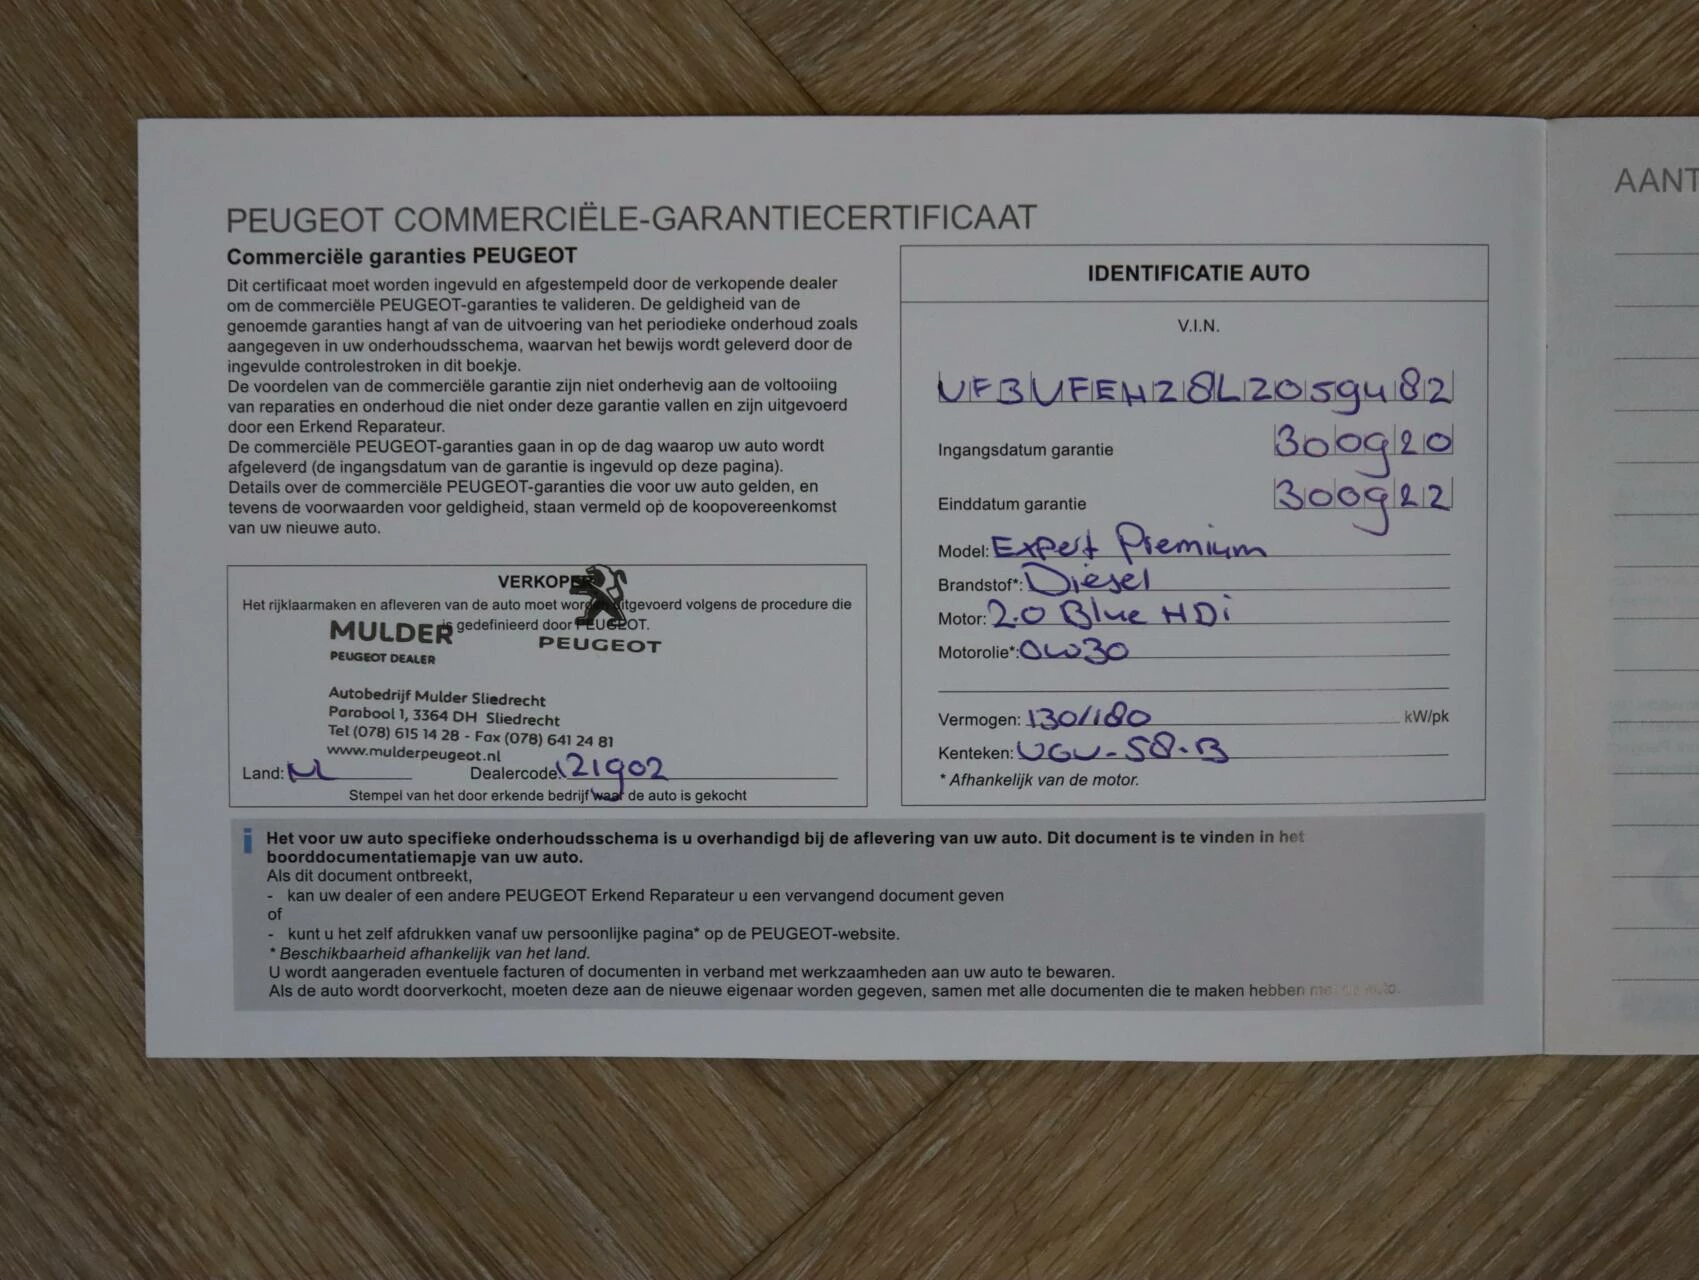 PEUGEOT COMMERCIËLE-GARANTIECERTIFICAAT
Commerciële garanties PEUGEOT
Dit certificaat moet worden ingevuld en afgestempeld door de verkopende dealer
om de commerciële PEUGEOT-garanties te valideren. De geldigheid van de
genoemde garanties hangt af van de uitvoering van het periodieke onderhoud zoals
aangegeven in uw onderhoudsschema, waarvan het bewijs wordt geleverd door de
ingevulde controlestroken in dit boekje.
De voordelen van de commerciële garantie zijn niet onderhevig aan de voltooiing
van reparaties en onderhoud die niet onder deze garantie vallen en zijn uitgevoerd
door een Erkend Reparateur.
De commerciële PEUGEOT-garanties gaan in op de dag waarop uw auto wordt
afgeleverd (de ingangsdatum van de garantie is ingevuld op deze pagina).
Details over de commerciële PEUGEOT-garanties die voor uw auto gelden, en
tevens de voorwaarden voor geldigheid, staan vermeld op de koopovereenkomst
van uw nieuwe auto.
VERKOPER
Het rijklaarmaken en afleveren van de auto moet worden uitgevoerd volgens de procedure die
is gedefinieerd door PEUGEOT.
MULDER
PEUGEOT DEALER
PEUGEOT
Autobedrijf Mulder Sliedrecht
Parabool 1, 3364 DH Sliedrecht
Tel (078) 615 14 28 - Fax (078) 641 24 81
www.mulderpeugeot.nl
Land: NL Dealercode: 121902
Stempel van het door erkende bedrijf waar de auto is gekocht
IDENTIFICATIE AUTO
V.I.N.
VF3VFEHZ8LZ059482
Ingangsdatum garantie 300920
Einddatum garantie 300922
Model: Expert Premium
Brandstof*: Diesel
Motor: 2.0 Blue HDi
Motorolie*: 0W30
Vermogen: 130/180 kW/pk
Kenteken: VGV-58-B
* Afhankelijk van de motor.
Het voor uw auto specifieke onderhoudsschema is u overhandigd bij de aflevering van uw auto. Dit document is te vinden in het
boorddocumentatiemapje van uw auto.
Als dit document ontbreekt,
- kan uw dealer of een andere PEUGEOT Erkend Reparateur u een vervangend document geven
of
- kunt u het zelf afdrukken vanaf uw persoonlijke pagina* op de PEUGEOT-website.
* Beschikbaarheid afhankelijk van het land.
U wordt aangeraden eventuele facturen of documenten in verband met werkzaamheden aan uw auto te bewaren.
Als de auto wordt doorverkocht, moeten deze aan de nieuwe eigenaar worden gegeven, samen met alle documenten die te maken hebben met de auto.
AANT